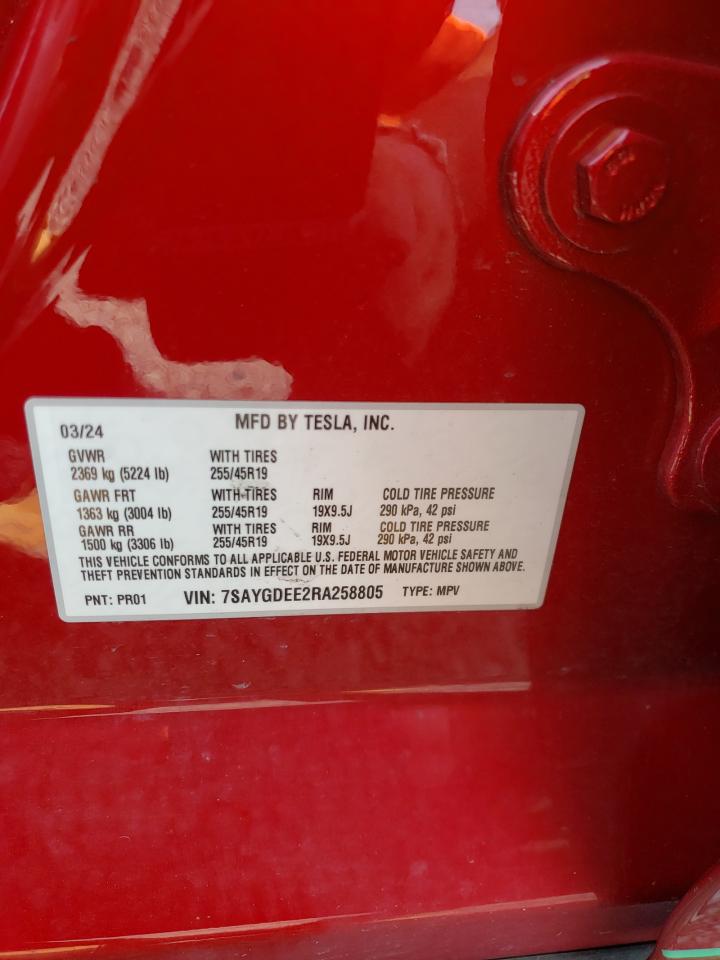 03/24 MFD BY TESLA, INC.
GVWR WITH TIRES
2369 kg (5224 lb) 255/45R19
GAWR FRT WITH TIRES RIM COLD TIRE PRESSURE
1363 kg (3004 lb) 255/45R19 19X9.5J 290 kPa, 42 psi
GAWR RR WITH TIRES RIM COLD TIRE PRESSURE
1500 kg (3306 lb) 255/45R19 19X9.5J 290 kPa, 42 psi
THIS VEHICLE CONFORMS TO ALL APPLICABLE U.S. FEDERAL MOTOR VEHICLE SAFETY AND
THEFT PREVENTION STANDARDS IN EFFECT ON THE DATE OF MANUFACTURE SHOWN ABOVE.
PNT: PR01 VIN: 7SAYGDEE2RA258805 TYPE: MPV